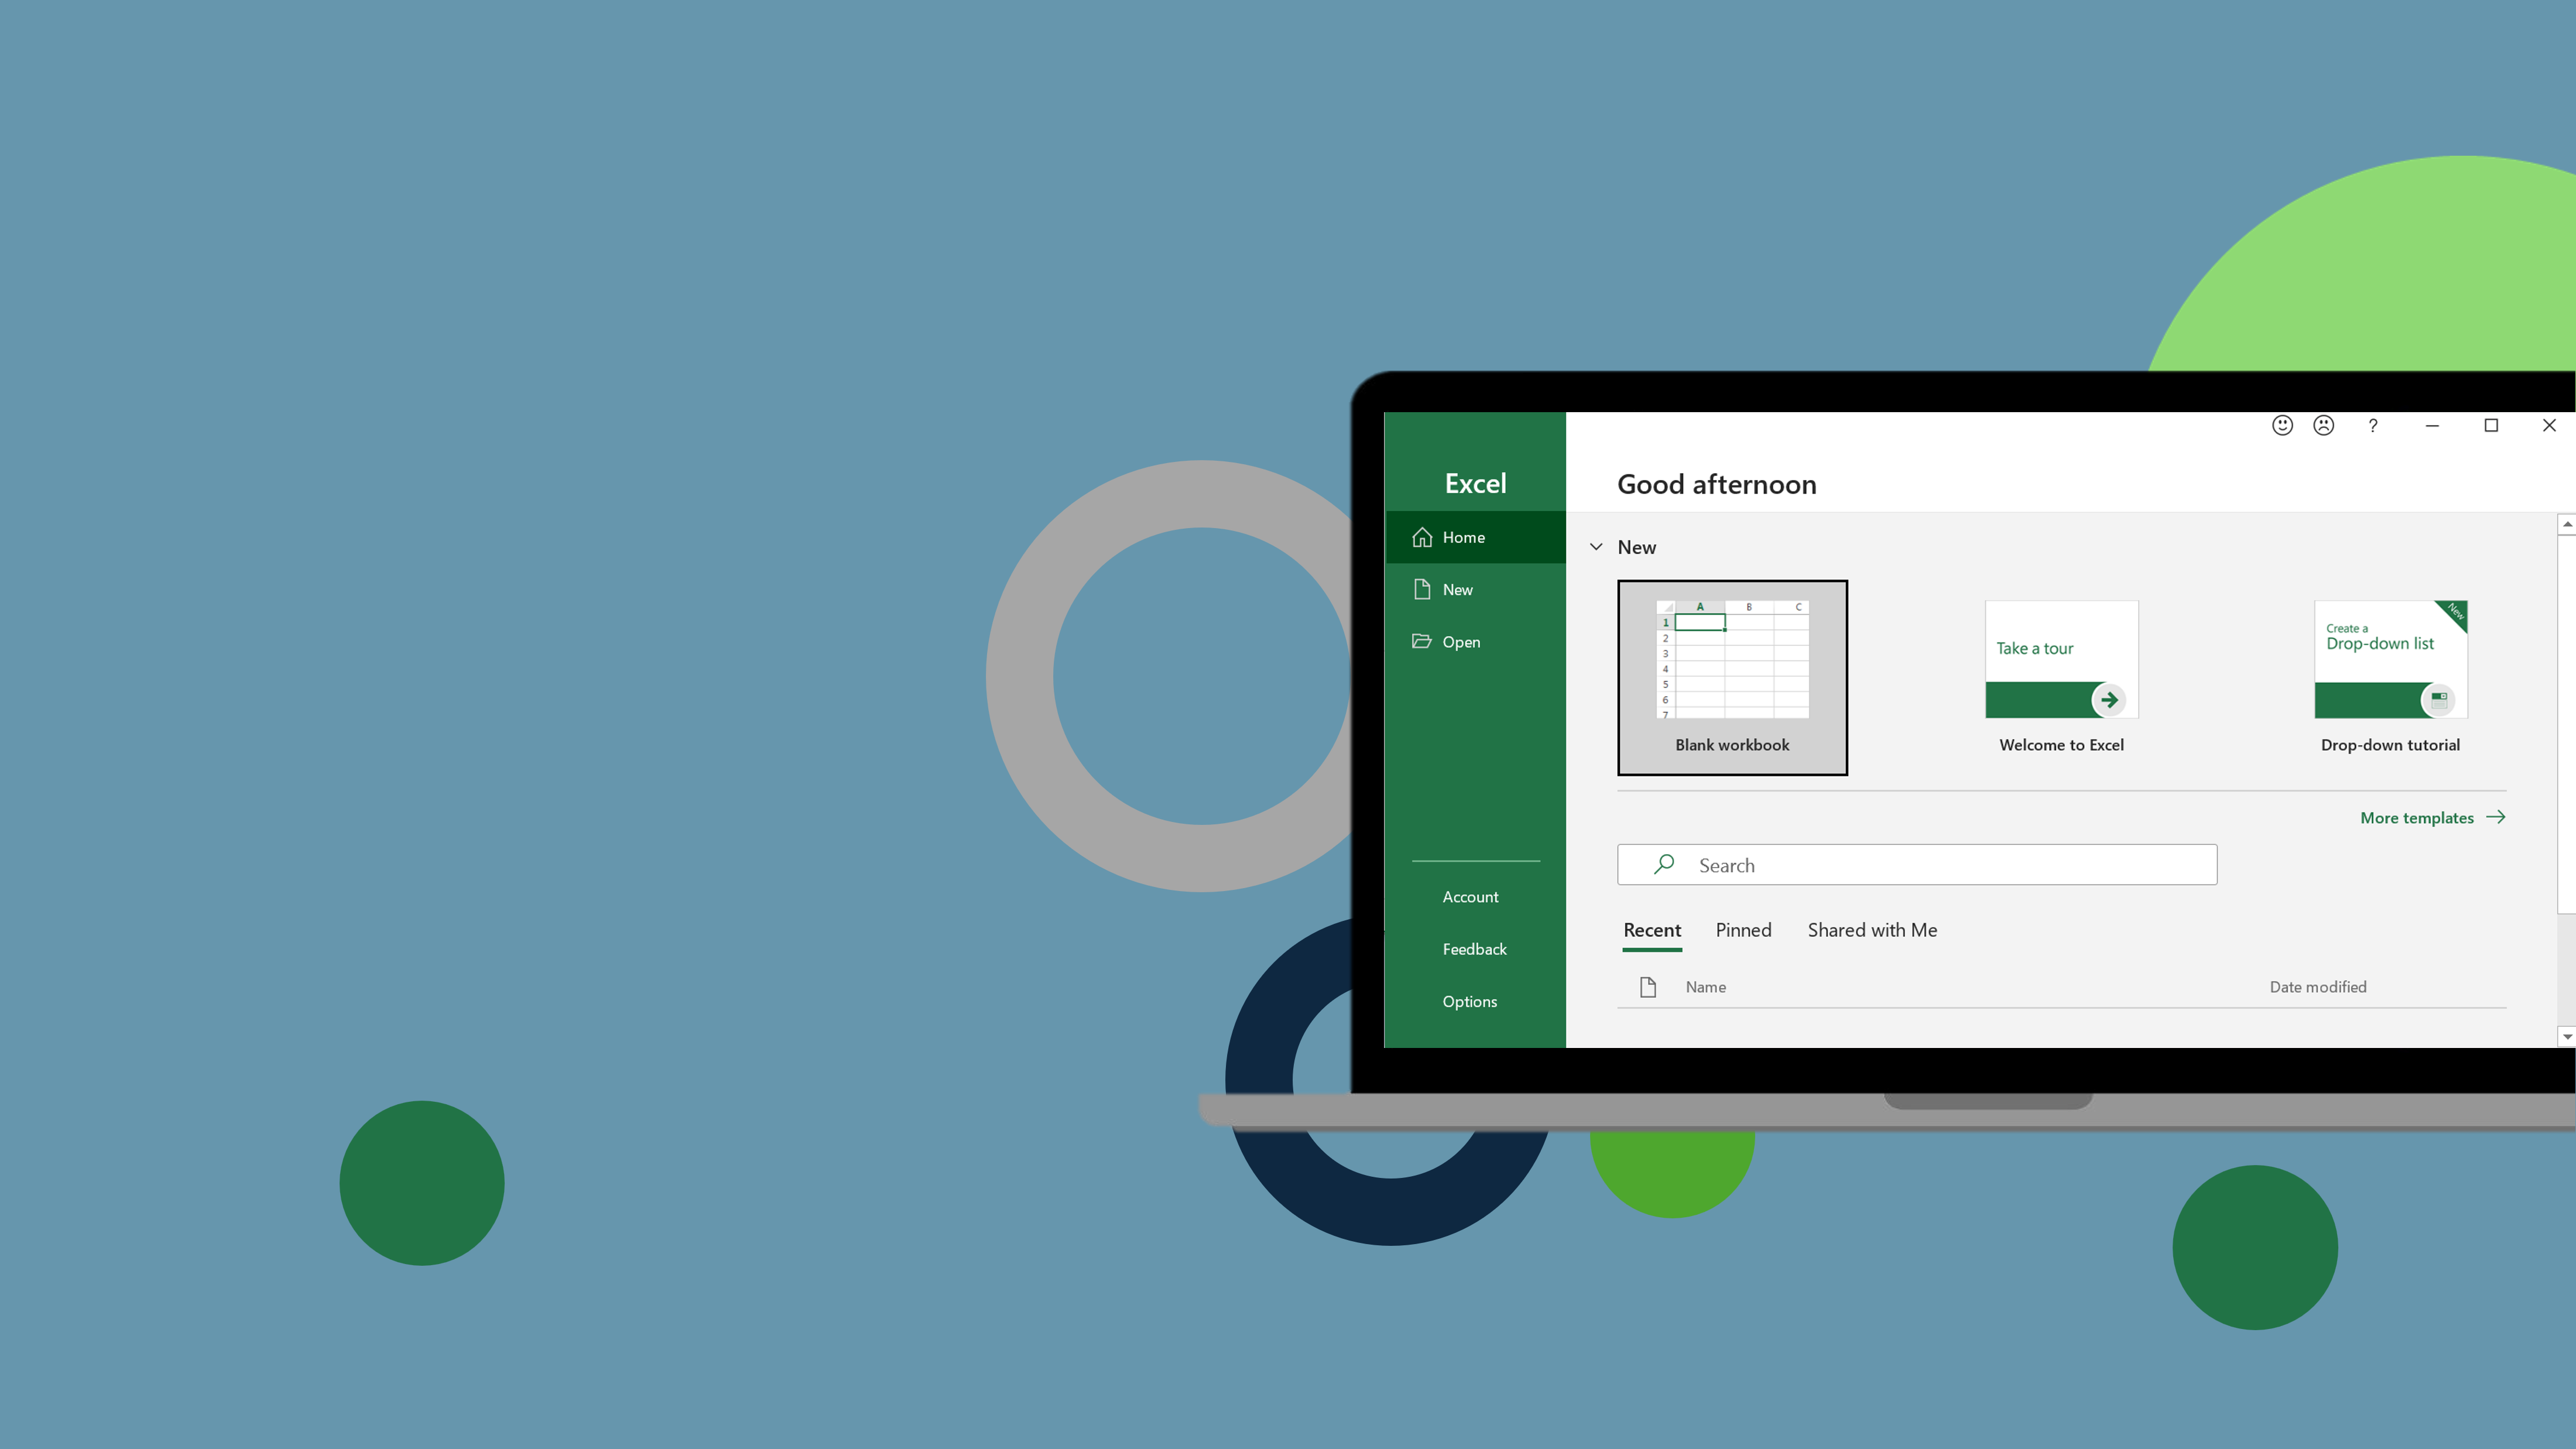 Excel
Home
New
Open
Account
Feedback
Options
?
Good afternoon
New
A B C
1
2
3
4
5
6
7
Blank workbook
Take a tour
Welcome to Excel
New
Create a
Drop-down list
Drop-down tutorial
More templates
Search
Recent Pinned Shared with Me
Name Date modified